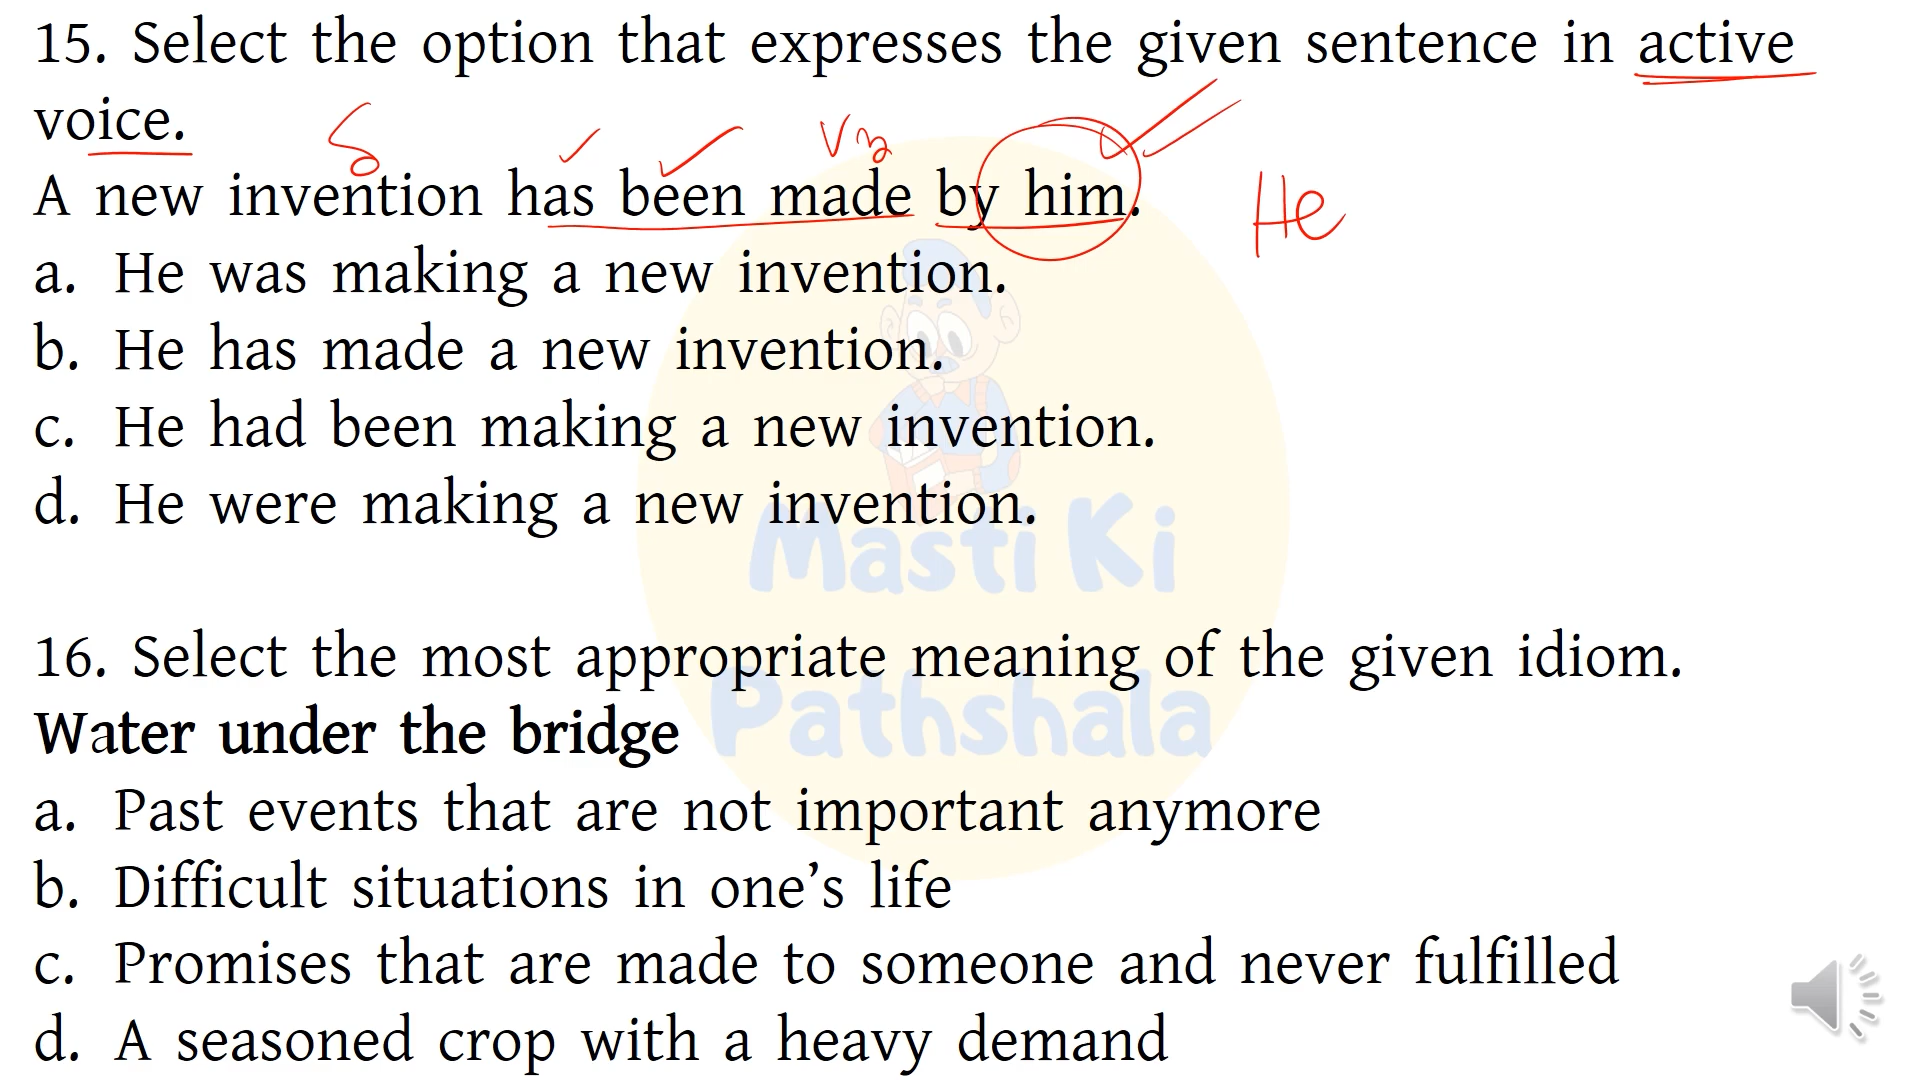 15. Select the option that expresses the given sentence in active
voice.
S
V3
A new invention has been made by him.
He
a. He was making a new invention.
b. He has made a new invention.
c. He had been making a new invention.
d. He were making a new invention.
Masti Ki
Pathshala
16. Select the most appropriate meaning of the given idiom.
Water under the bridge
a. Past events that are not important anymore
b. Difficult situations in one’s life
c. Promises that are made to someone and never fulfilled
d. A seasoned crop with a heavy demand